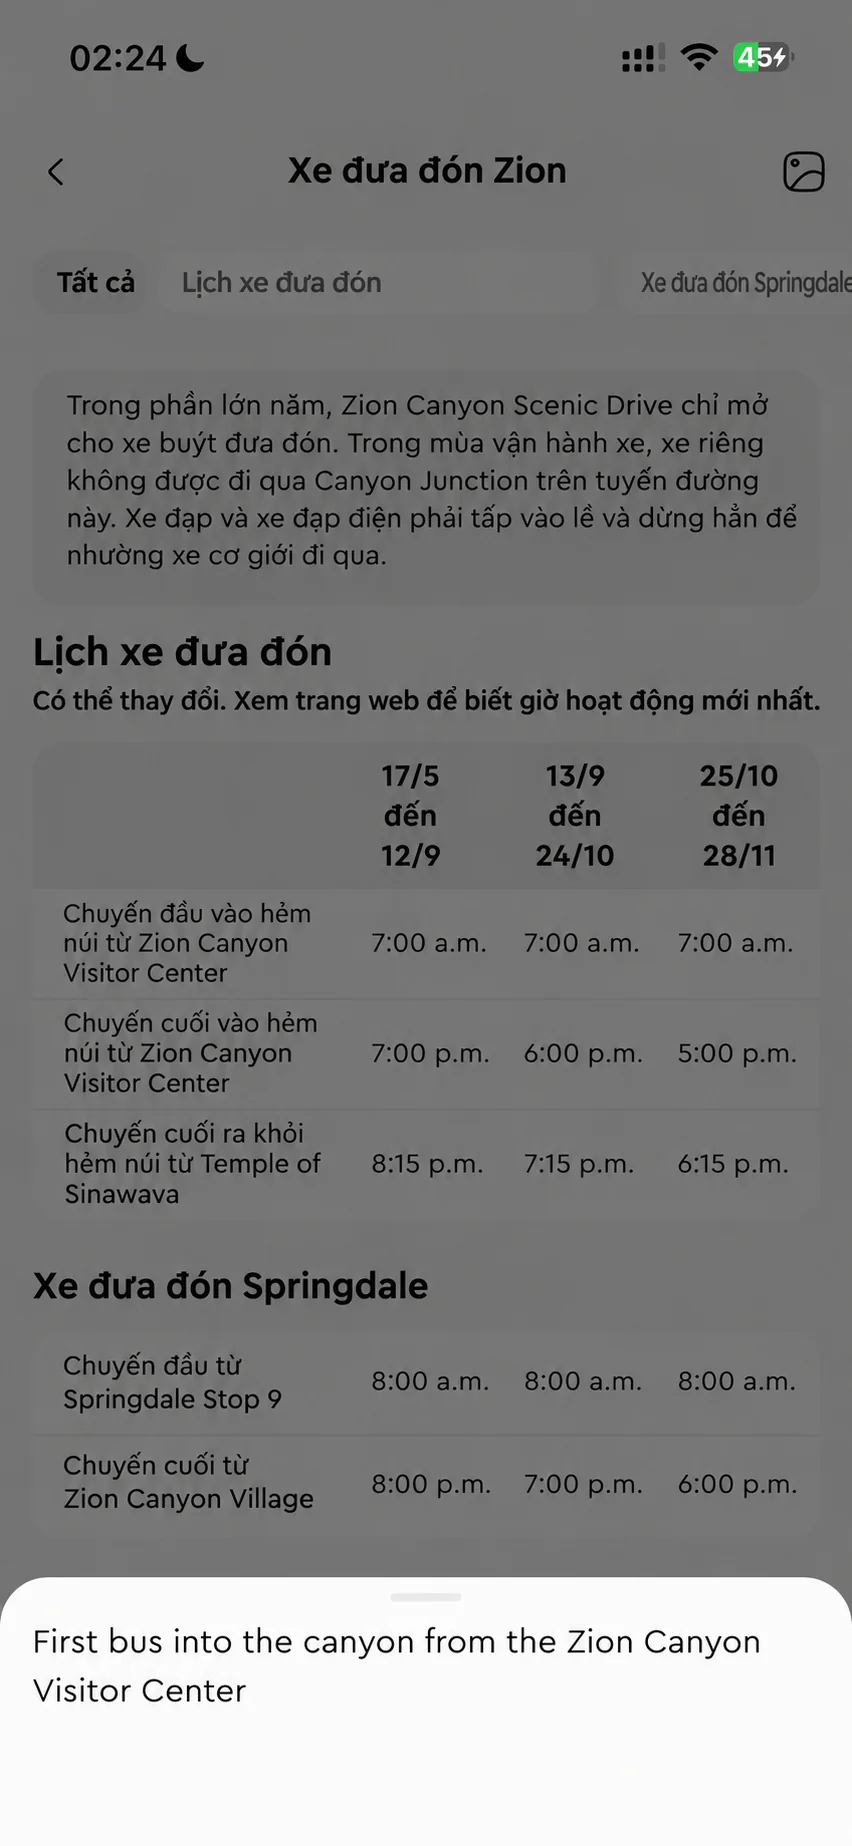 02:24
45
Xe đưa đón Zion
Tất cả
Lịch xe đưa đón
Xe đưa đón Springdale
Trong phần lớn năm, Zion Canyon Scenic Drive chỉ mở
cho xe buýt đưa đón. Trong mùa vận hành xe, xe riêng
không được đi qua Canyon Junction trên tuyến đường
này. Xe đạp và xe đạp điện phải tấp vào lề và dừng hẳn để
nhường xe cơ giới đi qua.
Lịch xe đưa đón
Có thể thay đổi. Xem trang web để biết giờ hoạt động mới nhất.
17/5 đến 12/9
13/9 đến 24/10
25/10 đến 28/11
Chuyến đầu vào hẻm
núi từ Zion Canyon
Visitor Center
7:00 a.m. 7:00 a.m. 7:00 a.m.
Chuyến cuối vào hẻm
núi từ Zion Canyon
Visitor Center
7:00 p.m. 6:00 p.m. 5:00 p.m.
Chuyến cuối ra khỏi
hẻm núi từ Temple of
Sinawava
8:15 p.m. 7:15 p.m. 6:15 p.m.
Xe đưa đón Springdale
Chuyến đầu từ
Springdale Stop 9
8:00 a.m. 8:00 a.m. 8:00 a.m.
Chuyến cuối từ
Zion Canyon Village
8:00 p.m. 7:00 p.m. 6:00 p.m.
First bus into the canyon from the Zion Canyon
Visitor Center